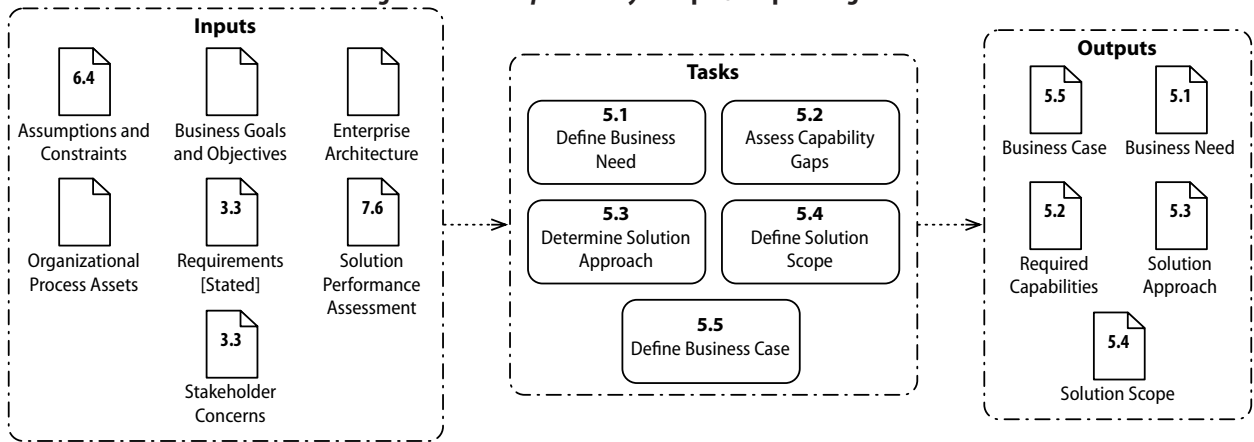 Inputs
6.4
Assumptions and
Constraints
Business Goals
and Objectives
Enterprise
Architecture
Organizational
Process Assets
3.3
Requirements
[Stated]
7.6
Solution
Performance
Assessment
3.3
Stakeholder
Concerns
Tasks
5.1
Define Business
Need
5.2
Assess Capability
Gaps
5.3
Determine Solution
Approach
5.4
Define Solution
Scope
5.5
Define Business Case
Outputs
5.5
Business Case
5.1
Business Need
5.2
Required
Capabilities
5.3
Solution
Approach
5.4
Solution Scope